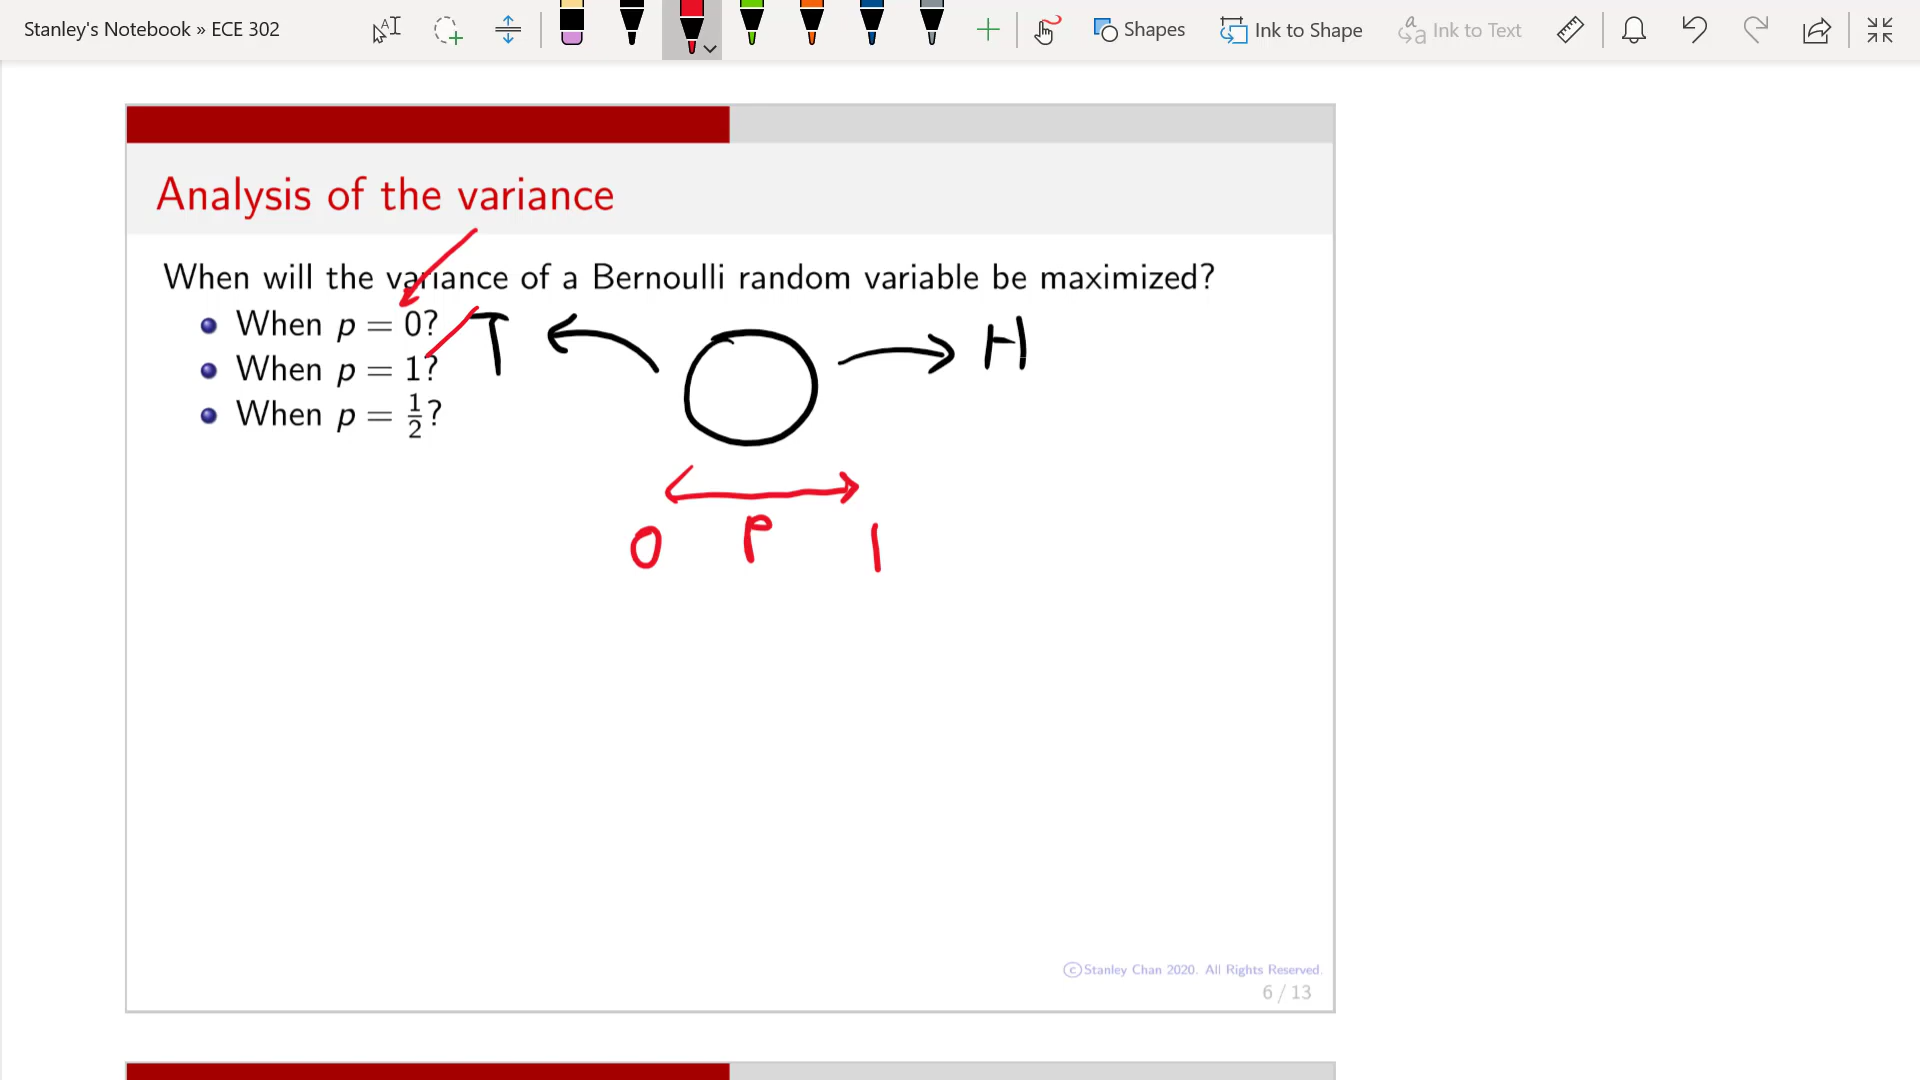 Stanley's Notebook » ECE 302
Shapes
Ink to Shape
Ink to Text
Analysis of the variance
When will the variance of a Bernoulli random variable be maximized?
When p = 0?
When p = 1?
When p = 1/2?
T
H
0 P 1
©Stanley Chan 2020. All Rights Reserved.
6 / 13